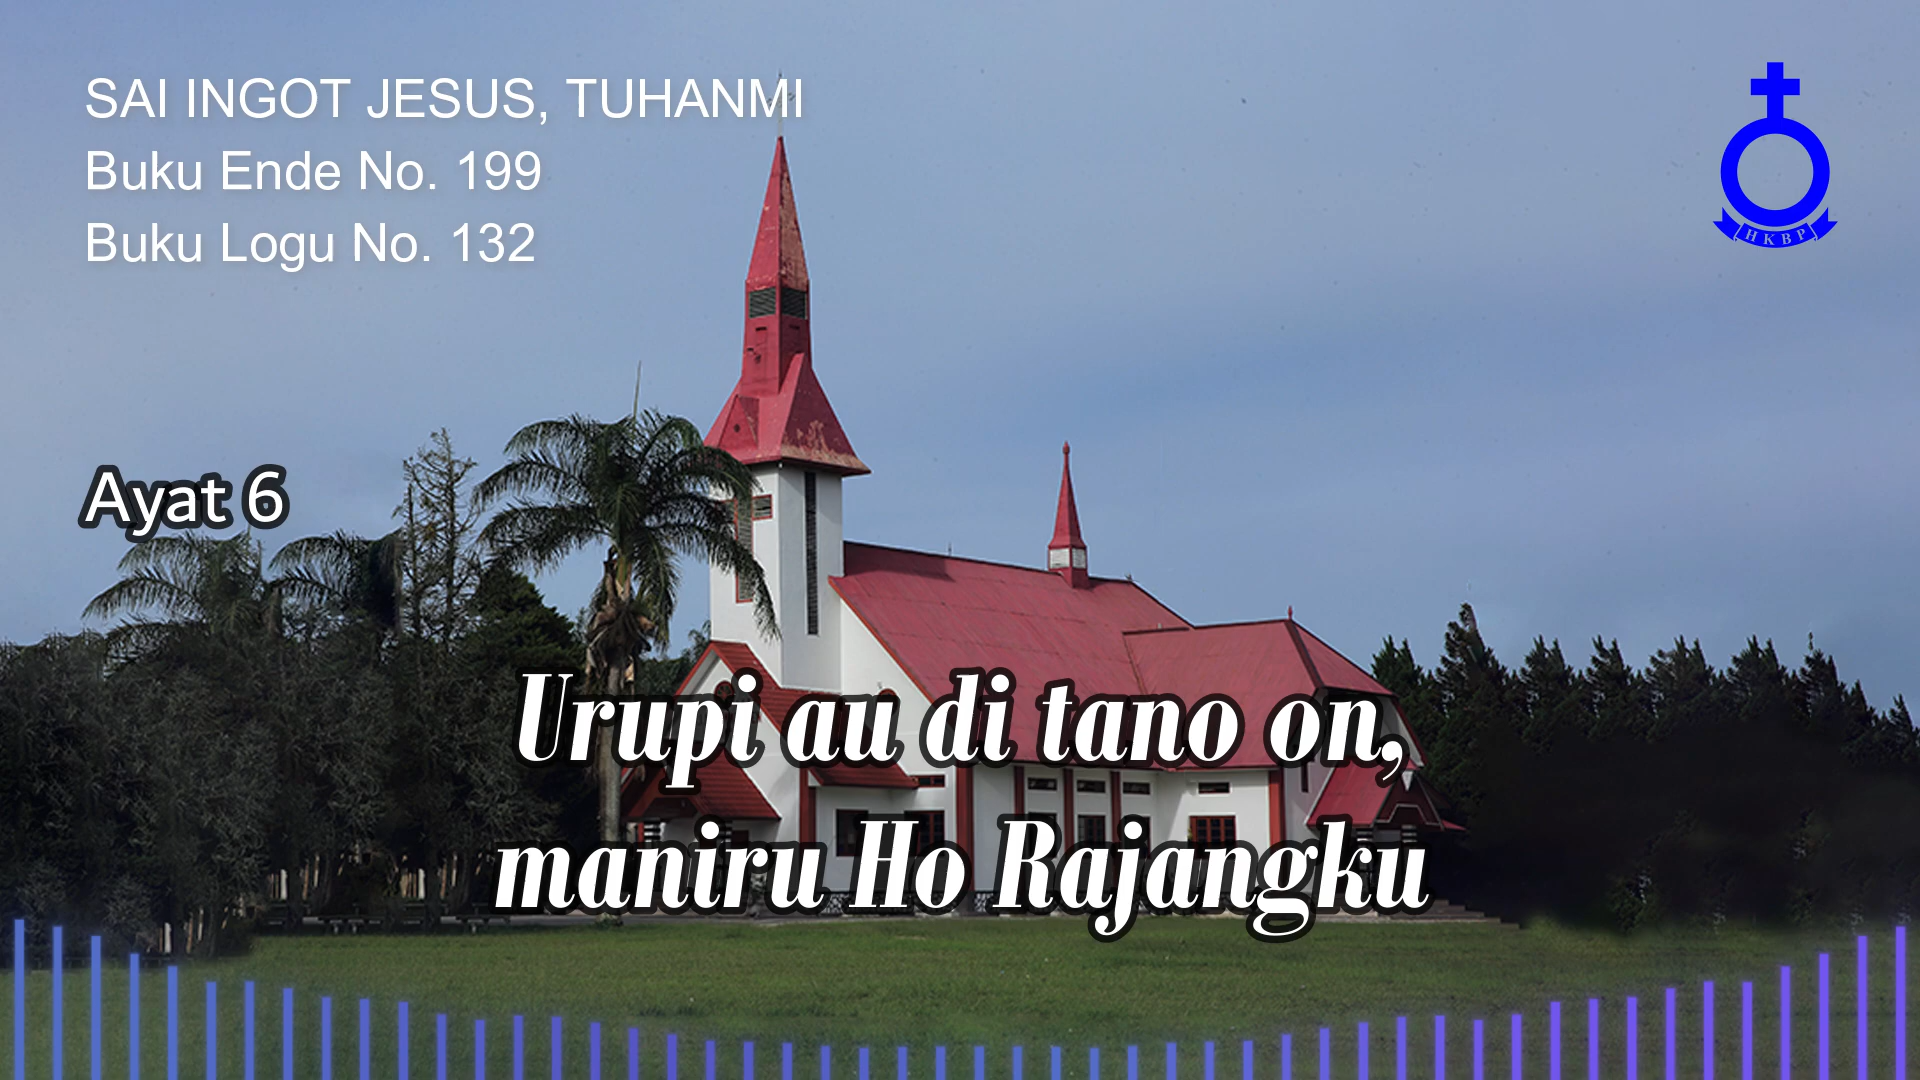 SAI INGOT JESUS, TUHANMI
Buku Ende No. 199
Buku Logu No. 132
HKBP
Ayat 6
Urupi au di tano on,
maniru Ho Rajangku